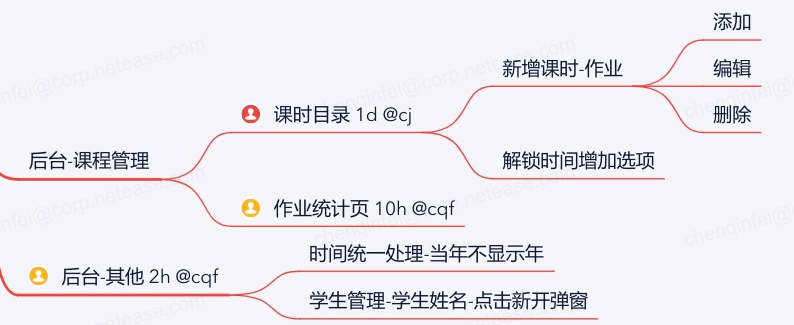 添加
新增课时-作业
编辑
课时目录 1d @cj
删除
后台-课程管理
解锁时间增加选项
作业统计页 10h @cqf
时间统一处理-当年不显示年
后台-其他 2h @cqf
学生管理-学生姓名-点击新开弹窗
chenqinfei@corp.netease.com